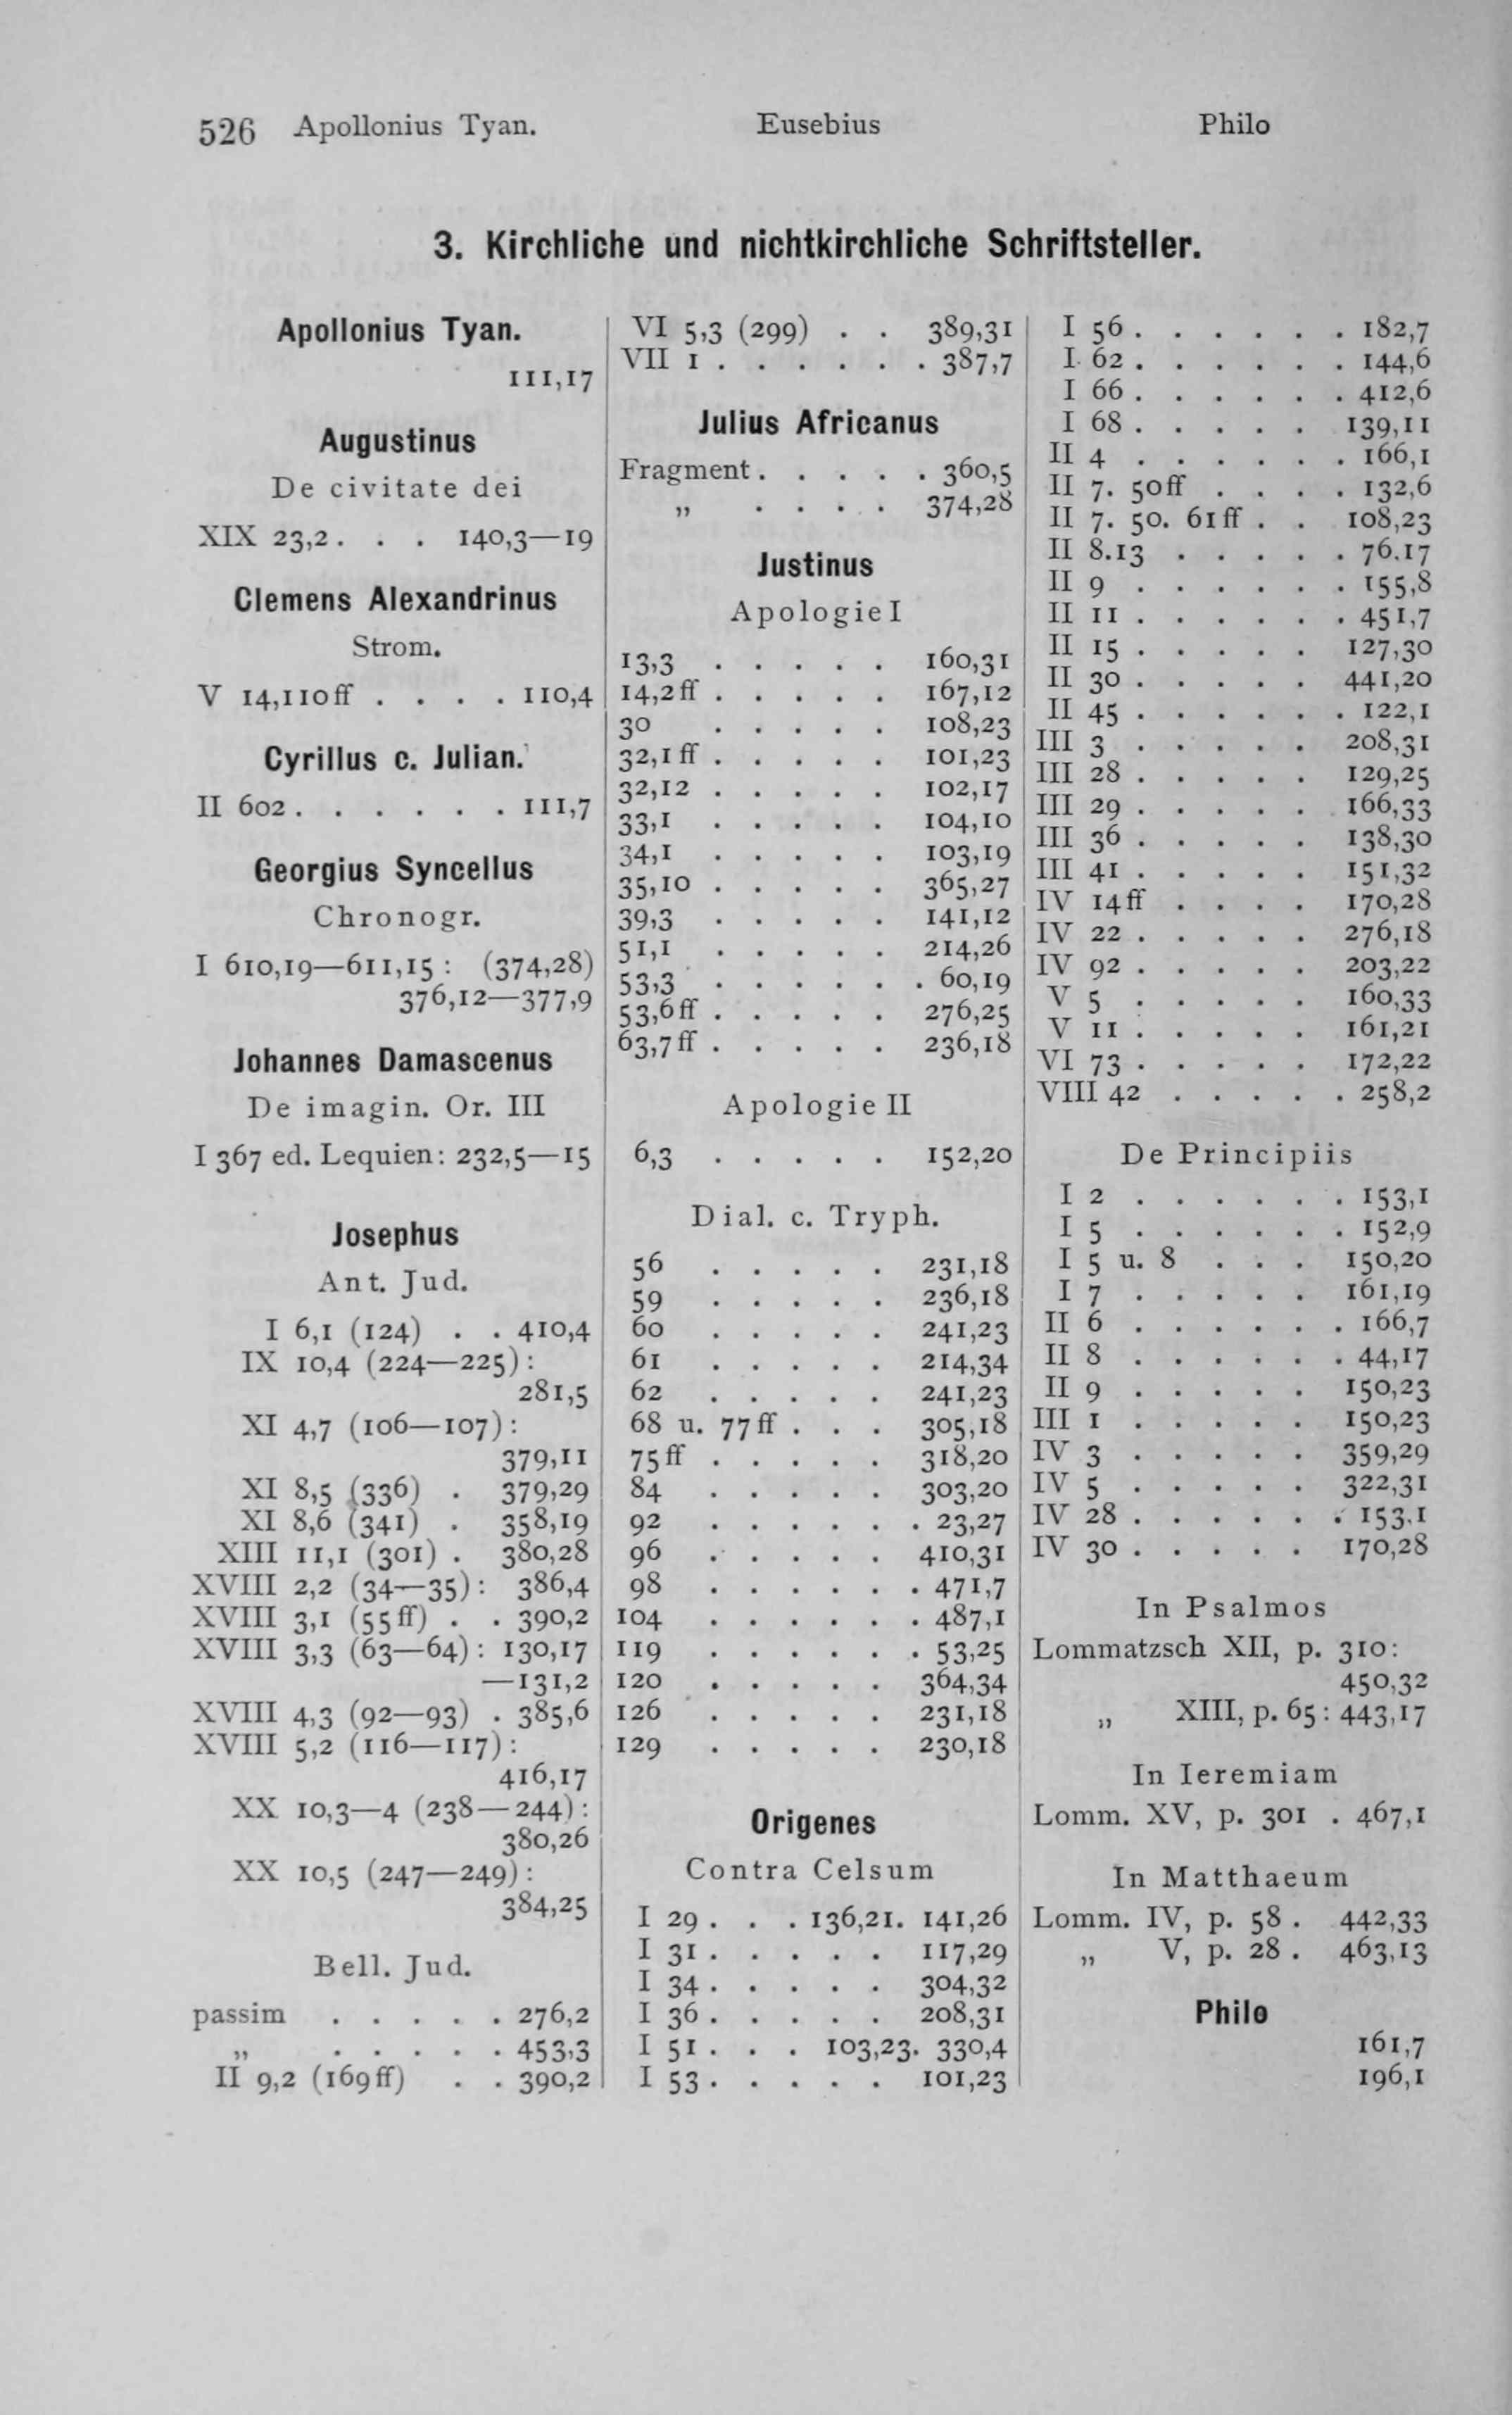 526 Apollonius Tyan. Eusebius Philo
3. Kirchliche und nichtkirchliche Schriftsteller.
Apollonius Tyan.
111,17
Augustinus
De civitate dei
XIX 23,2 . . . 140,3—19
Clemens Alexandrinus
Strom.
V 14,110ff . . . . 110,4
Cyrillus c. Julian.
II 602 . . . . . . 111,7
Georgius Syncellus
Chronogr.
I 610,19—611,15 : (374,28)
376,12—377,9
Johannes Damascenus
De imagin. Or. III
I 367 ed. Lequien: 232,5—15
Josephus
Ant. Jud.
I 6,1 (124) . . 410,4
IX 10,4 (224—225):
281,5
XI 4,7 (106—107):
379,11
XI 8,5 (336) . 379,29
XI 8,6 (341) . 358,19
XIII 11,1 (301) . 380,28
XVIII 2,2 (34—35): 386,4
XVIII 3,1 (55ff) . . 390,2
XVIII 3,3 (63—64): 130,17
—131,2
XVIII 4,3 (92—93) . 385,6
XVIII 5,2 (116—117):
416,17
XX 10,3—4 (238—244):
380,26
XX 10,5 (247—249):
384,25
Bell. Jud.
passim . . . . . 276,2
„ . . . . . 453,3
II 9,2 (169ff) . . 390,2
VI 5,3 (299) . . 389,31
VII 1 . . . . . . 387,7
Julius Africanus
Fragment . . . . . 360,5
„ . . . . . 374,28
Justinus
Apologie I
13,3 . . . . . 160,31
14,2ff . . . . . 167,12
30 . . . . . 108,23
32,1ff . . . . . 101,23
32,12 . . . . . 102,17
33,1 . . . . . 104,10
34,1 . . . . . 103,19
35,10 . . . . . 365,27
39,3 . . . . . 141,12
51,1 . . . . . 214,26
53,3 . . . . . . 60,19
53,6ff . . . . . 276,25
63,7ff . . . . . 236,18
Apologie II
6,3 . . . . . 152,20
Dial. c. Tryph.
56 . . . . . 231,18
59 . . . . . 236,18
60 . . . . . 241,23
61 . . . . . 214,34
62 . . . . . 241,23
68 u. 77ff . . . 305,18
75ff . . . . . 318,20
84 . . . . . 303,20
92 . . . . . . 23,27
96 . . . . . 410,31
98 . . . . . . 471,7
104 . . . . . . 487,1
119 . . . . . . 53,25
120 . . . . . 364,34
126 . . . . . 231,18
129 . . . . . 230,18
Origenes
Contra Celsum
I 29 . . . 136,21. 141,26
I 31 . . . . . 117,29
I 34 . . . . . 304,32
I 36 . . . . . 208,31
I 51 . . . 103,23. 330,4
I 53 . . . . . 101,23
I 56 . . . . . . 182,7
I 62 . . . . . . 144,6
I 66 . . . . . . 412,6
I 68 . . . . . 139,11
II 4 . . . . . . 166,1
II 7. 50ff . . . . 132,6
II 7. 50. 61ff . . 108,23
II 8.13 . . . . . 76.17
II 9 . . . . . . 155,8
II 11 . . . . . . 451,7
II 15 . . . . . 127,30
II 30 . . . . . 441,20
II 45 . . . . . . 122,1
III 3 . . . . . 208,31
III 28 . . . . . 129,25
III 29 . . . . . 166,33
III 36 . . . . . 138,30
III 41 . . . . . 151,32
IV 14ff . . . . 170,28
IV 22 . . . . . 276,18
IV 92 . . . . . 203,22
V 5 . . . . . 160,33
V 11 . . . . . 161,21
VI 73 . . . . . 172,22
VIII 42 . . . . . 258,2
De Principiis
I 2 . . . . . . 153,1
I 5 . . . . . . 152,9
I 5 u. 8 . . . 150,20
I 7 . . . . . 161,19
II 6 . . . . . . 166,7
II 8 . . . . . . 44,17
II 9 . . . . . 150,23
III 1 . . . . . 150,23
IV 3 . . . . . 359,29
IV 5 . . . . . 322,31
IV 28 . . . . . . 153,1
IV 30 . . . . . 170,28
In Psalmos
Lommatzsch XII, p. 310:
450,32
„ XIII, p. 65: 443,17
In Ieremiam
Lomm. XV, p. 301 . 467,1
In Matthaeum
Lomm. IV, p. 58 . 442,33
„ V, p. 28 . 463,13
Philo
161,7
196,1